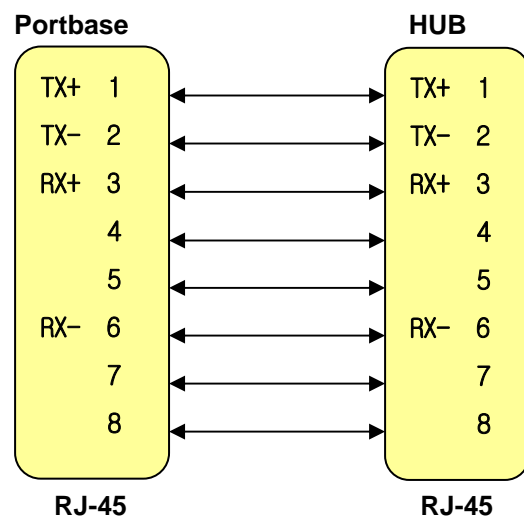 Portbase HUB
TX+ 1 TX+ 1
TX- 2 TX- 2
RX+ 3 RX+ 3
4 4
5 5
RX- 6 RX- 6
7 7
8 8
RJ-45 RJ-45